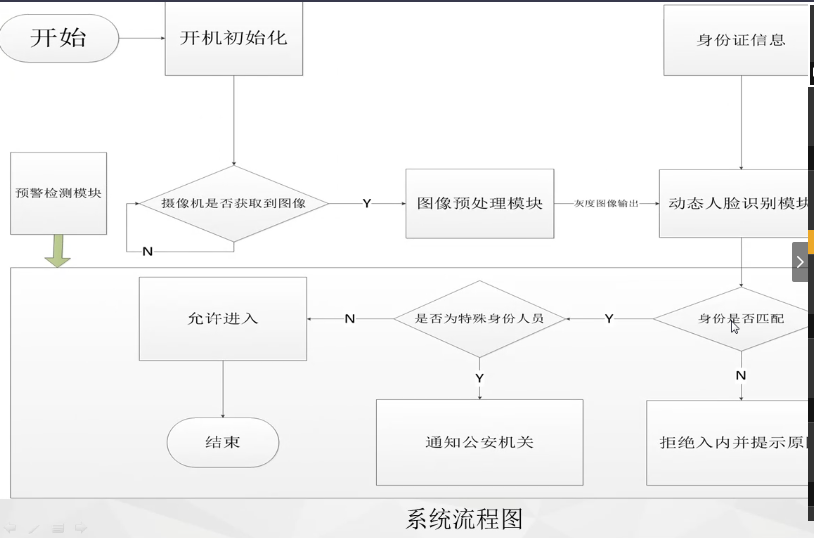 开始
开机初始化
身份证信息
预警检测模块
摄像机是否获取到图像
Y
图像预处理模块
灰度图像输出
动态人脸识别模块
N
允许进入
N
是否为特殊身份人员
Y
身份是否匹配
Y
N
结束
通知公安机关
拒绝入内并提示原
系统流程图